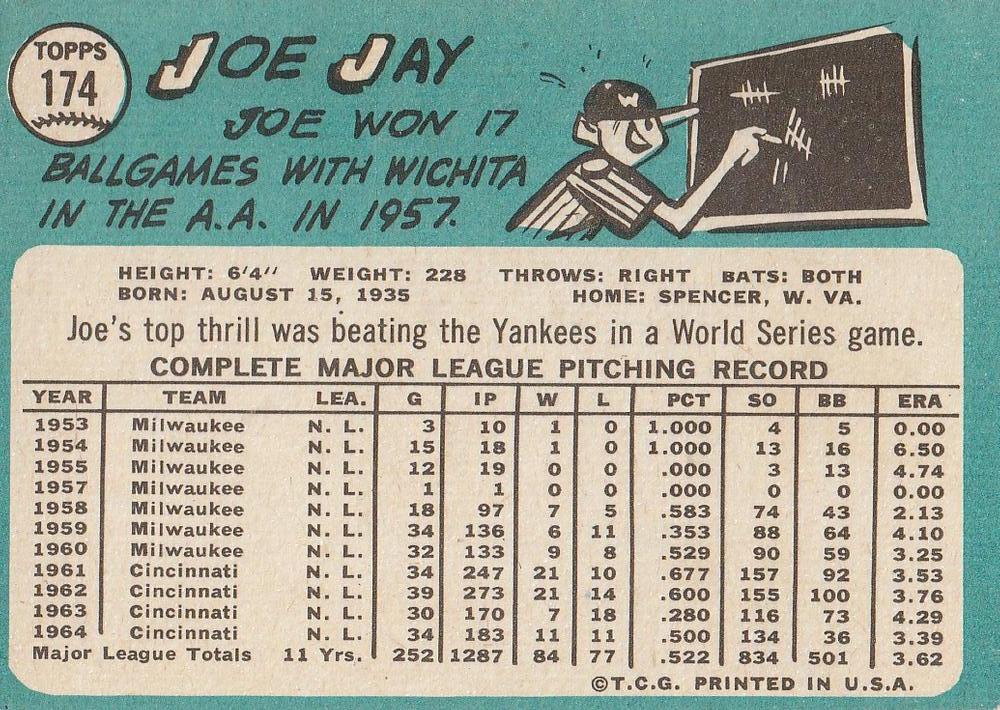 TOPPS
174
JOE JAY
JOE WON 17
BALLGAMES WITH WICHITA
IN THE A.A. IN 1957.
W
HEIGHT: 6'4" WEIGHT: 228 THROWS: RIGHT BATS: BOTH
BORN: AUGUST 15, 1935 HOME: SPENCER, W. VA.
Joe's top thrill was beating the Yankees in a World Series game.
COMPLETE MAJOR LEAGUE PITCHING RECORD
YEAR TEAM LEA. G IP W L PCT SO BB ERA
1953 Milwaukee N. L. 3 10 1 0 1.000 4 5 0.00
1954 Milwaukee N. L. 15 18 1 0 1.000 13 16 6.50
1955 Milwaukee N. L. 12 19 0 0 .000 3 13 4.74
1957 Milwaukee N. L. 1 1 0 0 .000 0 0 0.00
1958 Milwaukee N. L. 18 97 7 5 .583 74 43 2.13
1959 Milwaukee N. L. 34 136 6 11 .353 88 64 4.10
1960 Milwaukee N. L. 32 133 9 8 .529 90 59 3.25
1961 Cincinnati N. L. 34 247 21 10 .677 157 92 3.53
1962 Cincinnati N. L. 39 273 21 14 .600 155 100 3.76
1963 Cincinnati N. L. 30 170 7 18 .280 116 73 4.29
1964 Cincinnati N. L. 34 183 11 11 .500 134 36 3.39
Major League Totals 11 Yrs. 252 1287 84 77 .522 834 501 3.62
©T.C.G. PRINTED IN U.S.A.